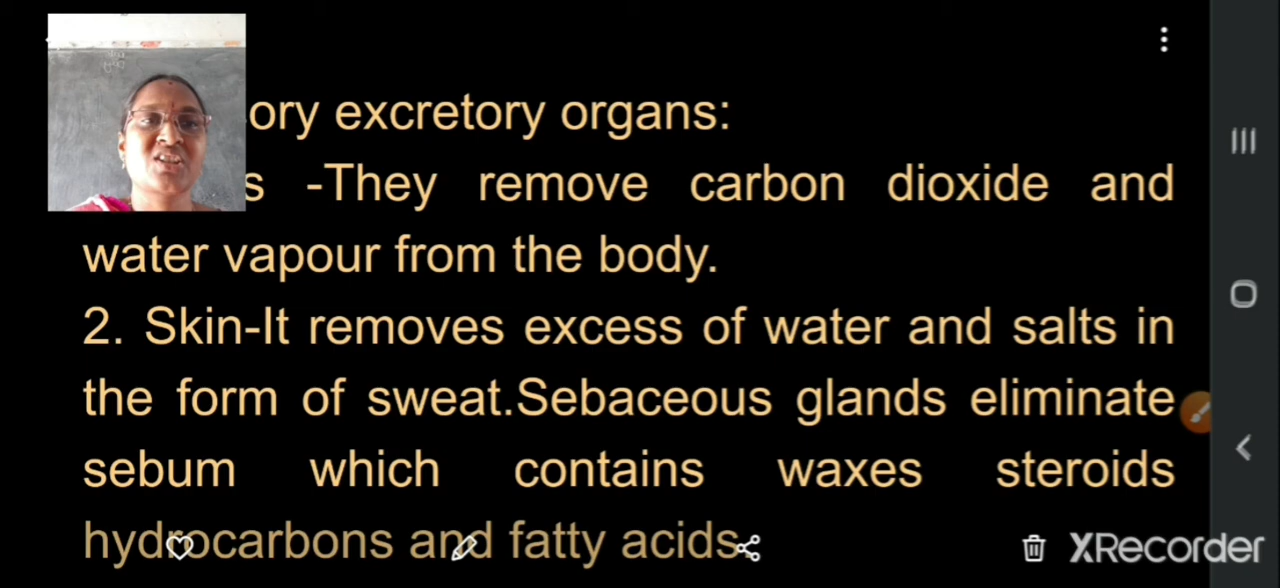 ory excretory organs:
s -They remove carbon dioxide and
water vapour from the body.
2. Skin-It removes excess of water and salts in
the form of sweat.Sebaceous glands eliminate
sebum which contains waxes steroids
hydrocarbons and fatty acids.
XRecorder